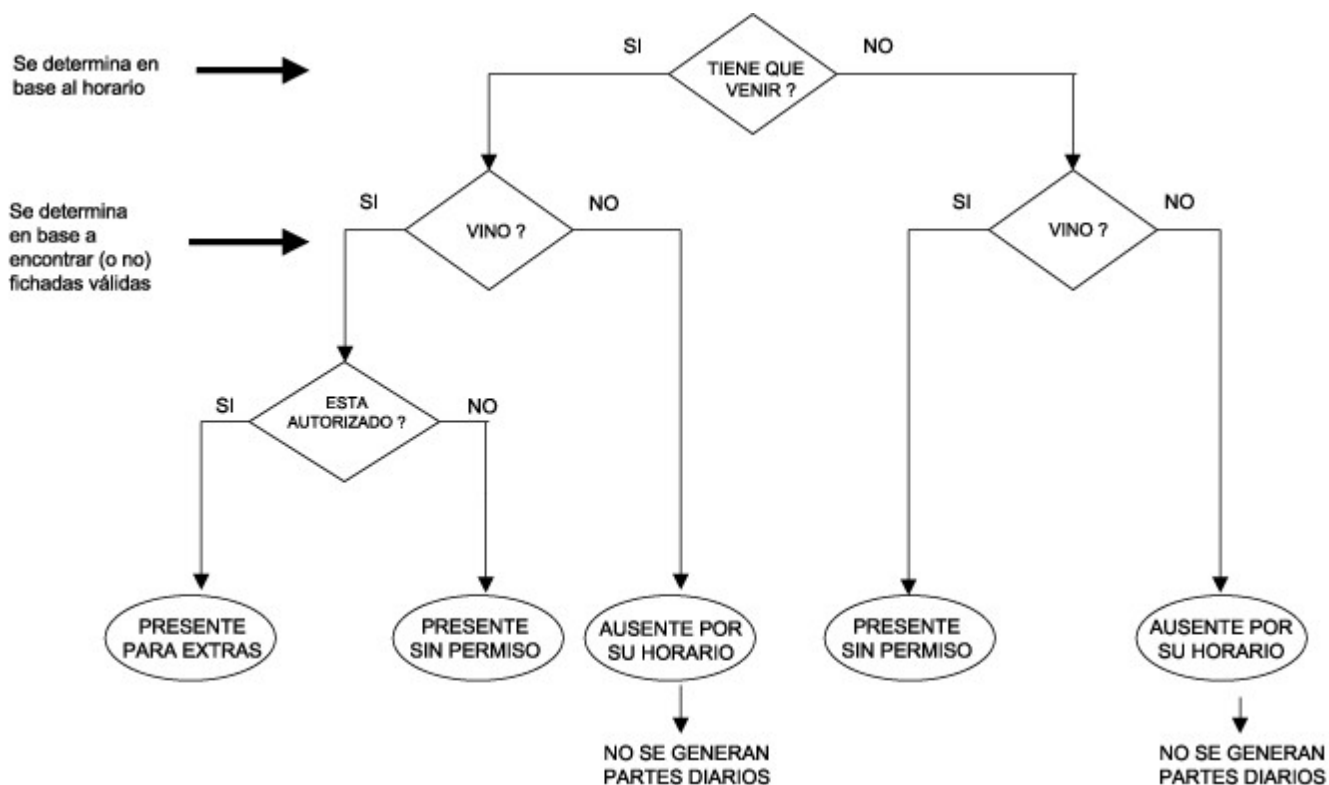 SI
NO
Se determina en
base al horario
TIENE QUE
VENIR ?
Se determina
en base a
encontrar (o no)
fichadas válidas
SI
NO
VINO ?
SI
NO
VINO ?
SI
NO
ESTA
AUTORIZADO ?
PRESENTE
PARA EXTRAS
PRESENTE
SIN PERMISO
AUSENTE POR
SU HORARIO
PRESENTE
SIN PERMISO
AUSENTE POR
SU HORARIO
NO SE GENERAN
PARTES DIARIOS
NO SE GENERAN
PARTES DIARIOS